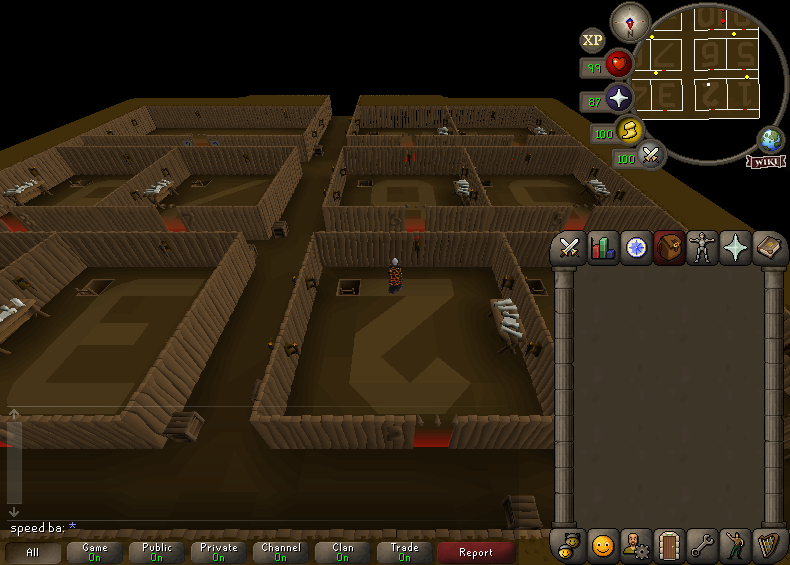 XP
N
99
87
100
100
WIKI
speed ba: *
All
Game
On
Public
On
Private
On
Channel
On
Clan
On
Trade
On
Report